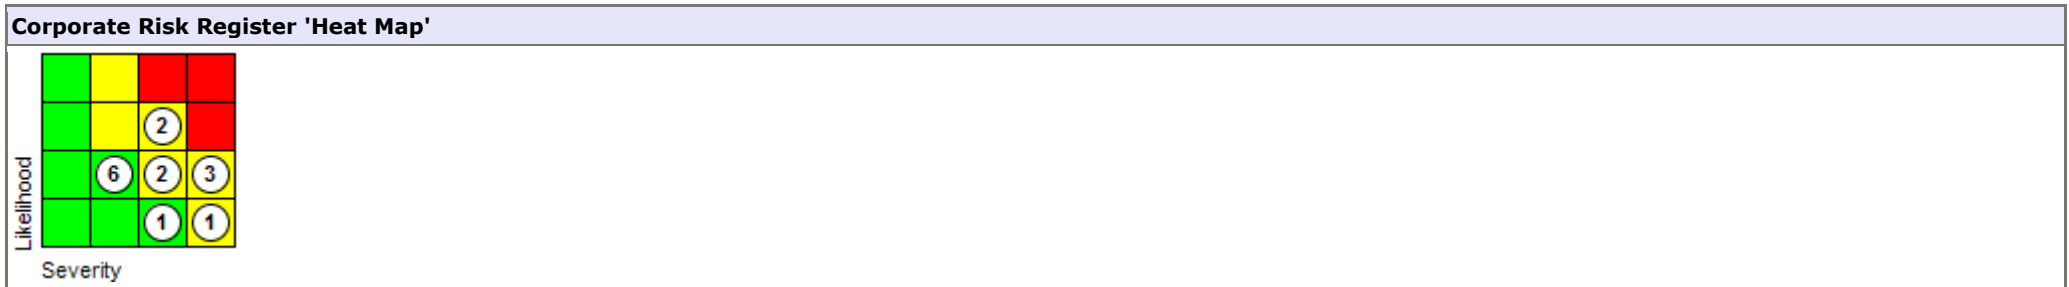 Corporate Risk Register 'Heat Map'
2
6 2 3
1 1
Likelihood
Severity